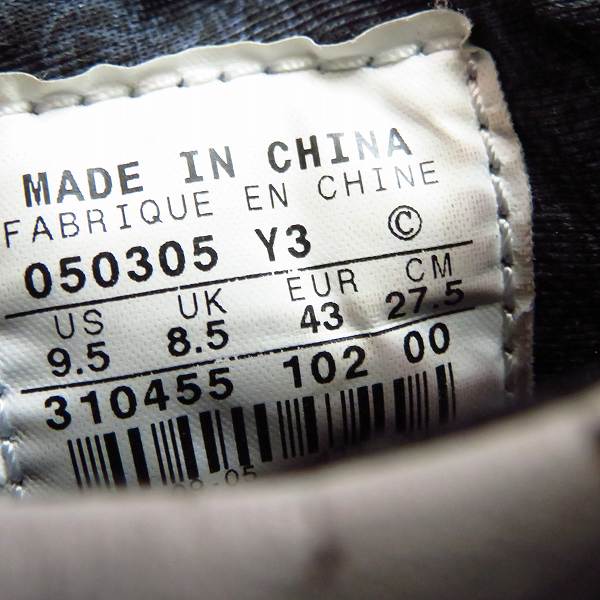 MADE IN CHINA
FABRIQUE EN CHINE
050305 Y3 ©
US UK EUR CM
9.5 8.5 43 27.5
310455 102 00